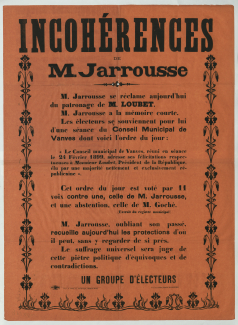 INCOHÉRENCES
DE
M. Jarrousse
M. Jarrousse se réclame aujourd'hui
du patronage de M. LOUBET.
M. Jarrousse a la mémoire courte.
Les électeurs se souviennent pour lui
d'une séance du Conseil Municipal de
Vanves dont voici l'ordre du jour:
« Le Conseil municipal de Vanves, réuni en séance
le 24 Février 1899, adresse ses félicitations respec-
tueuses à Monsieur Loubet, Président de la République
élu par une majorité nettement et exclusivement ré-
publicaine »
Cet ordre du jour est voté par 11
voix contre une, celle de M. Jarrousse,
et une abstention, celle de M. Goche.
(Extrait du registre municipal)
M. Jarrousse, oubliant son passé,
recueille aujourd'hui les protections d'où
il peut, sans y regarder de si près.
Le suffrage universel sera juge de
cette piètre politique d'équivoques et de
contradictions.
UN GROUPE D'ÉLECTEURS